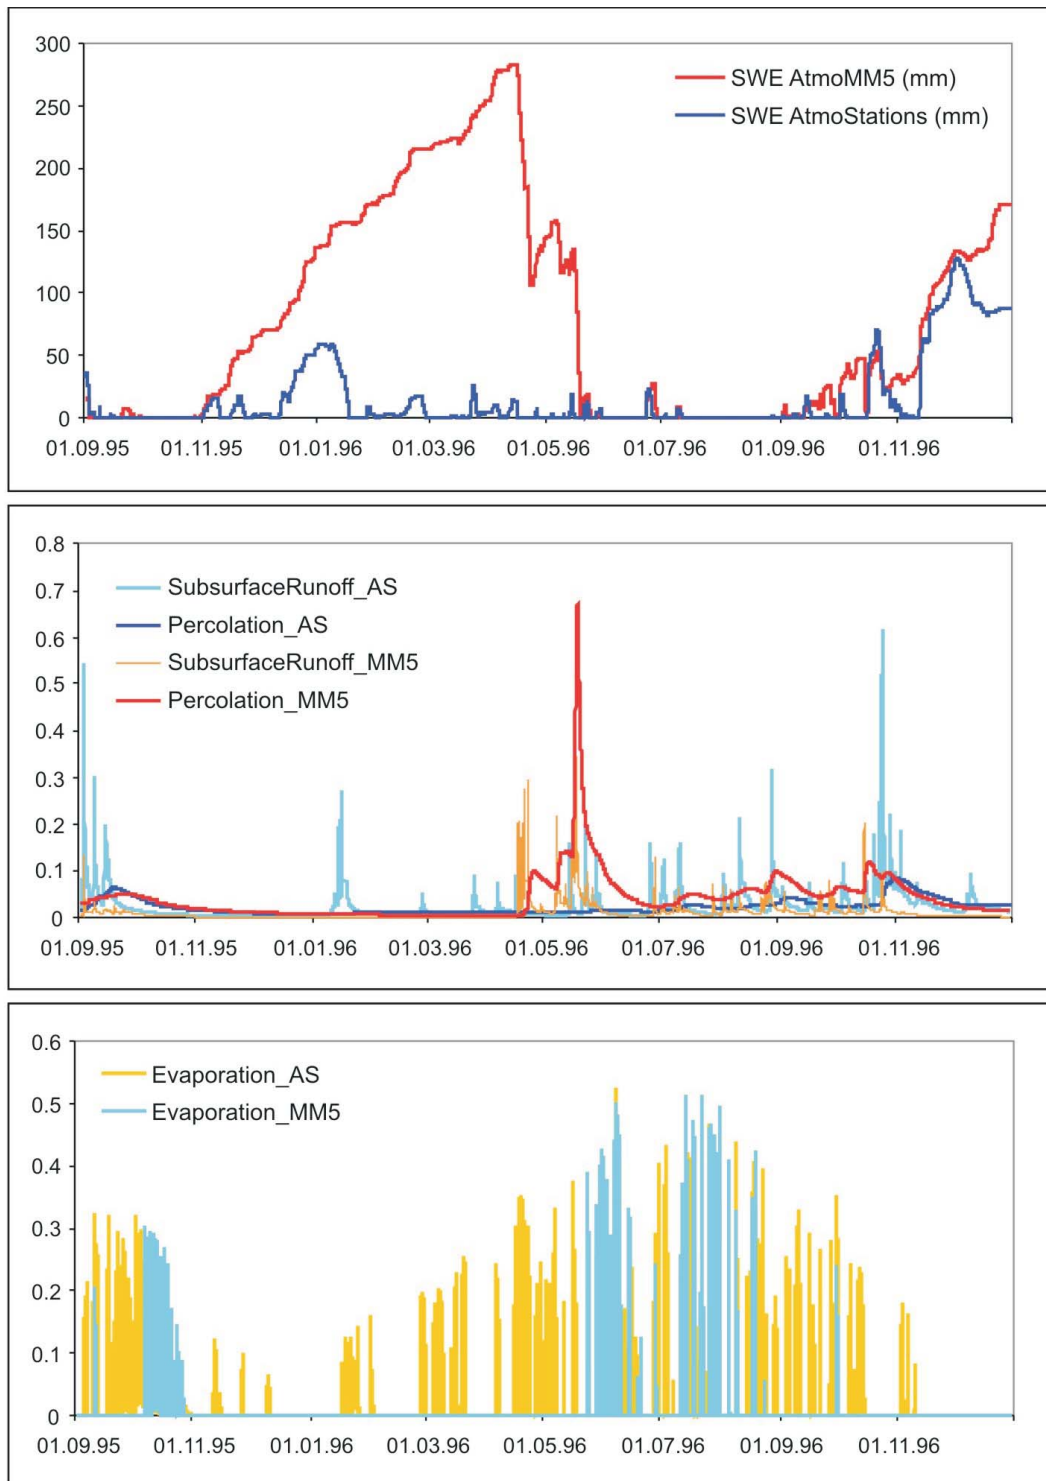 300
SWE AtmoMM5 (mm)
250
SWE AtmoStations (mm)
200
150
100
50
0
01.09.95 01.11.95 01.01.96 01.03.96 01.05.96 01.07.96 01.09.96 01.11.96
0.8
0.7
SubsurfaceRunoff_AS
0.6
Percolation_AS
SubsurfaceRunoff_MM5
0.5
Percolation_MM5
0.4
0.3
0.2
0.1
0
01.09.95 01.11.95 01.01.96 01.03.96 01.05.96 01.07.96 01.09.96 01.11.96
0.6
Evaporation_AS
0.5
Evaporation_MM5
0.4
0.3
0.2
0.1
0
01.09.95 01.11.95 01.01.96 01.03.96 01.05.96 01.07.96 01.09.96 01.11.96